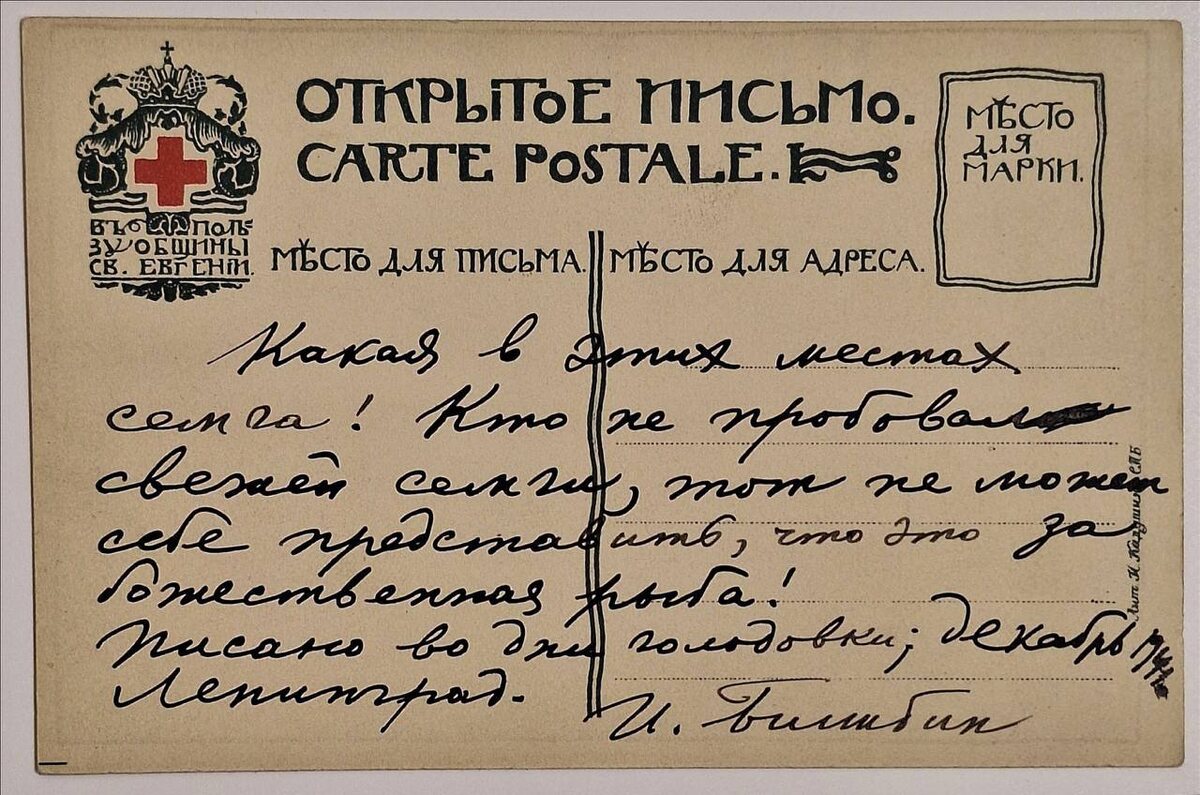 ОТКРЫТОЕ ПИСЬМО.
CARTE POSTALE.
МѢСТО
ДЛЯ
МАРКИ.
ВЪ ПОЛЬ-
ЗУ ОБЩИНЫ
СВ. ЕВГЕНІИ.
МѢСТО ДЛЯ ПИСЬМА.
МѢСТО ДЛЯ АДРЕСА.
Какая в этих местах
семга! Кто не пробовал
свежей семги, тот не может
себе представить, что это за
божественная рыба!
Писано во дни голодовки; декабрь
Ленинград.
И. Билибин